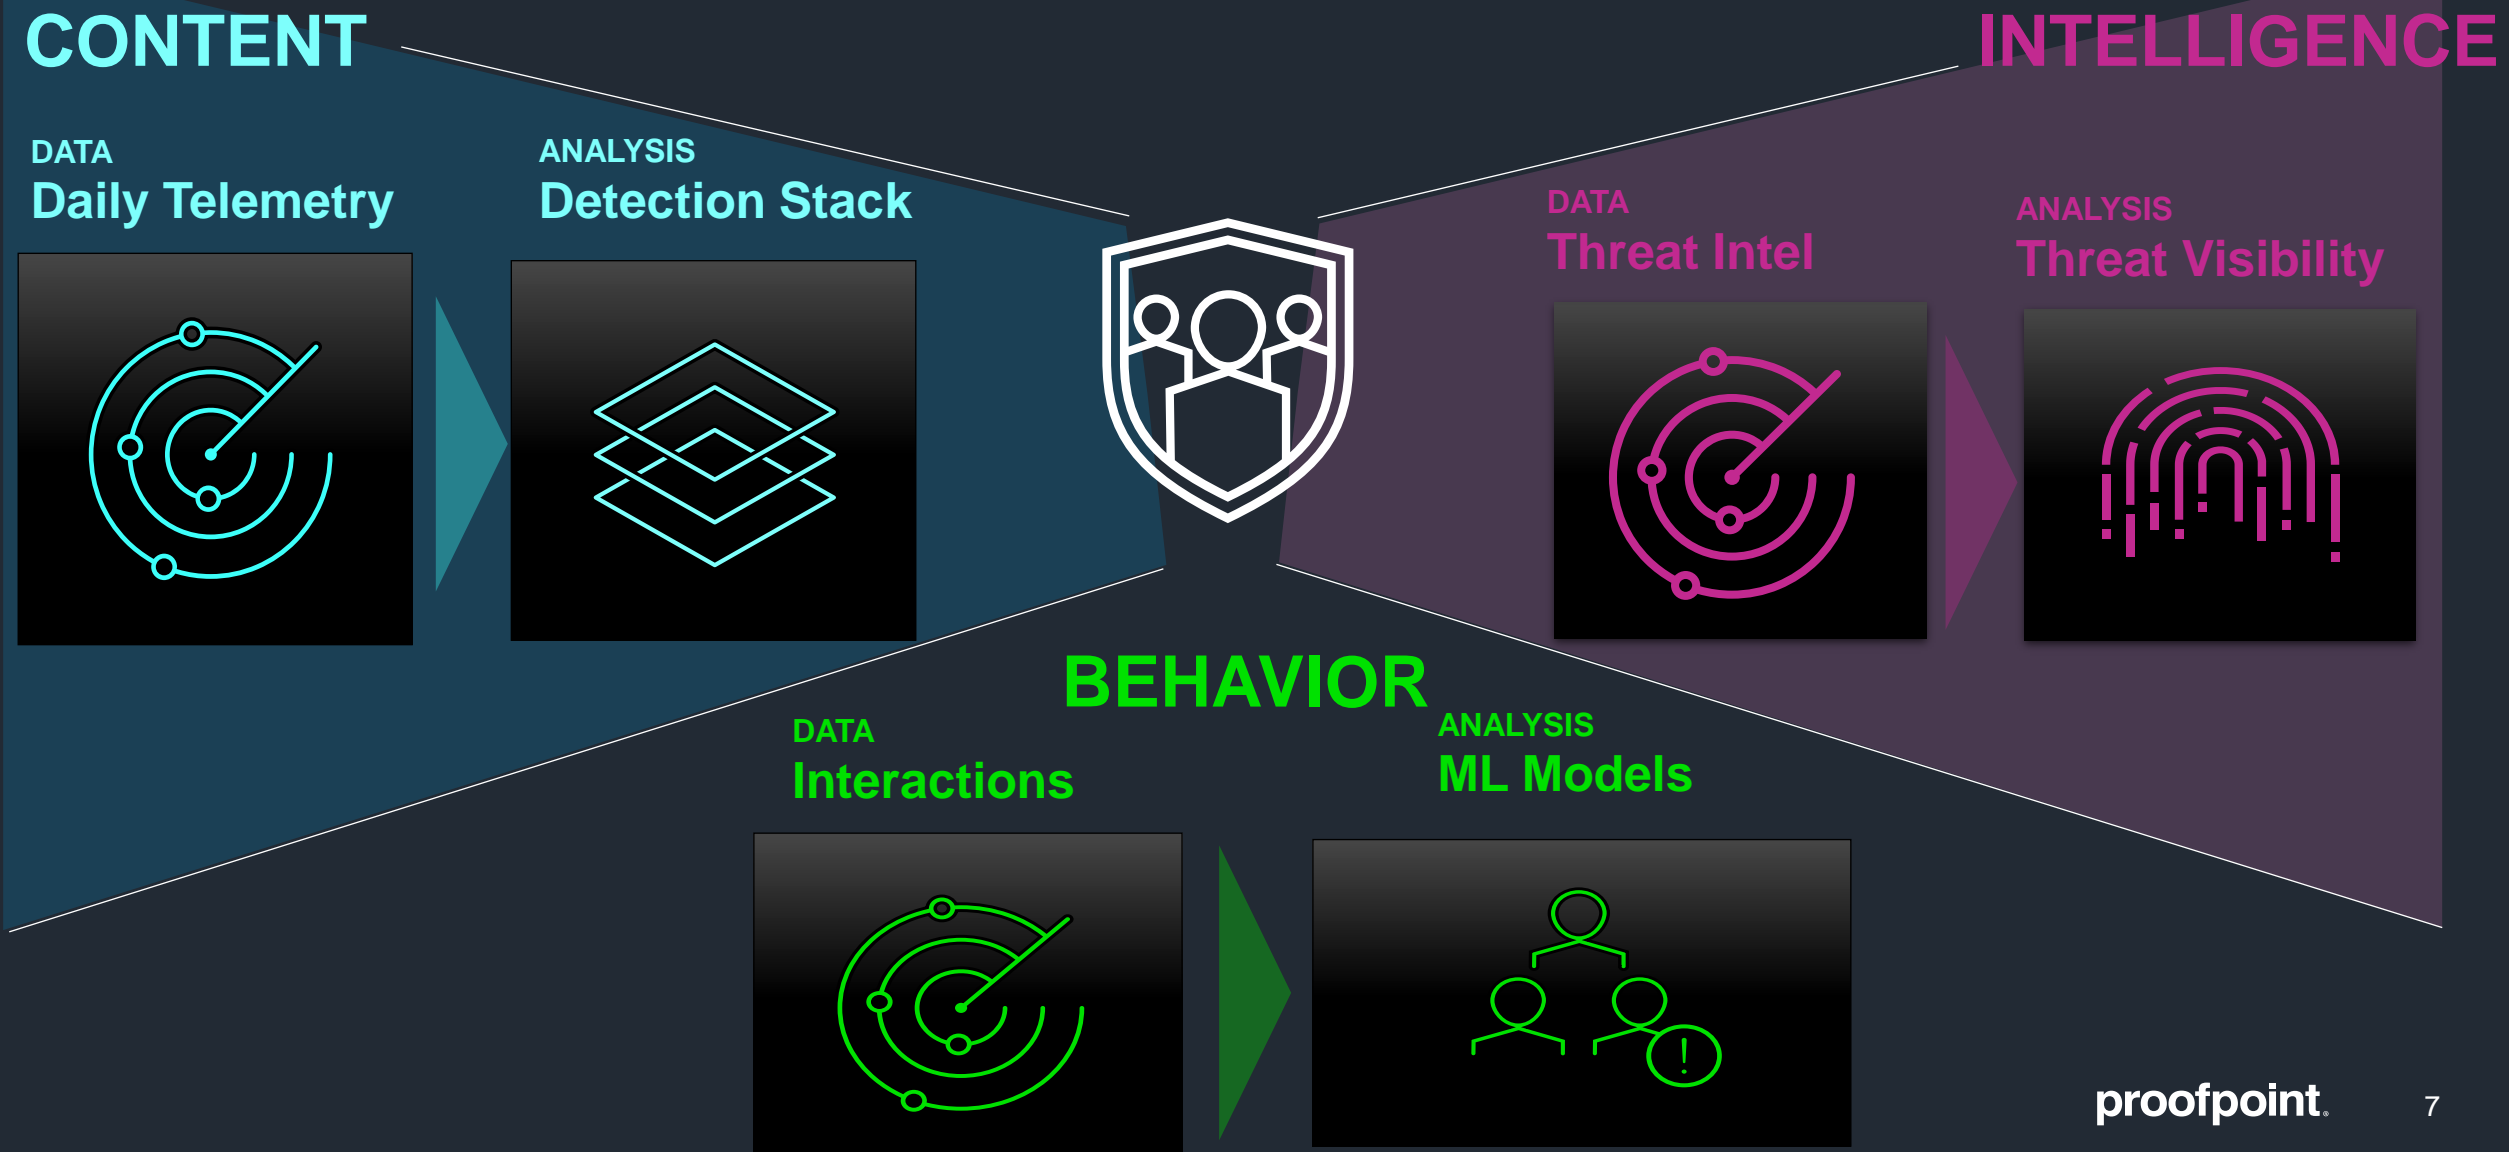 CONTENT
DATA
Daily Telemetry
ANALYSIS
Detection Stack
INTELLIGENCE
DATA
Threat Intel
ANALYSIS
Threat Visibility
BEHAVIOR
DATA
Interactions
ANALYSIS
ML Models
!
proofpoint®
7